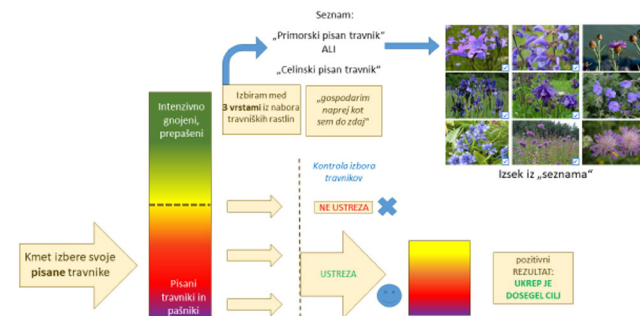 Seznam:
„Primorski pisan travnik“
ALI
„Celinski pisan travnik“
Izbiram med
3 vrstami iz nabora
travniških rastlin
„gospodarim
naprej kot
sem do zdaj“
Izsek iz „seznama“
Intenzivno
gnojeni,
prepašeni
Kontrola izbora
travnikov
NE USTREZA
Kmet izbere svoje
pisane travnike
Pisani
travniki in
pašniki
USTREZA
pozitivni
REZULTAT:
UKREP JE
DOSEGEL CILJ